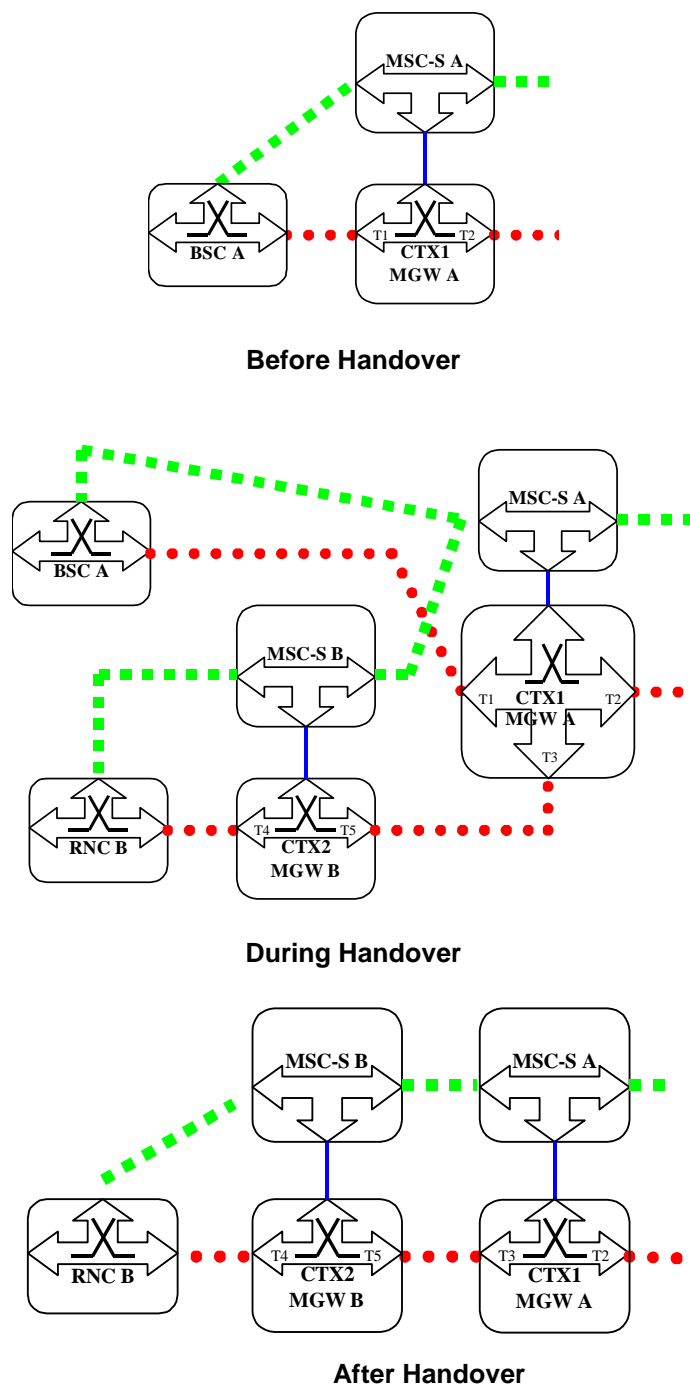 MSC-S A
T1
T2
BSC A
CTX1
MGW A
Before Handover
MSC-S A
BSC A
MSC-S B
T1
CTX1
T2
MGW A
T3
T4
T5
RNC B
CTX2
MGW B
During Handover
MSC-S B
MSC-S A
T4
T5
T3
T2
RNC B
CTX2
CTX1
MGW B
MGW A
After Handover